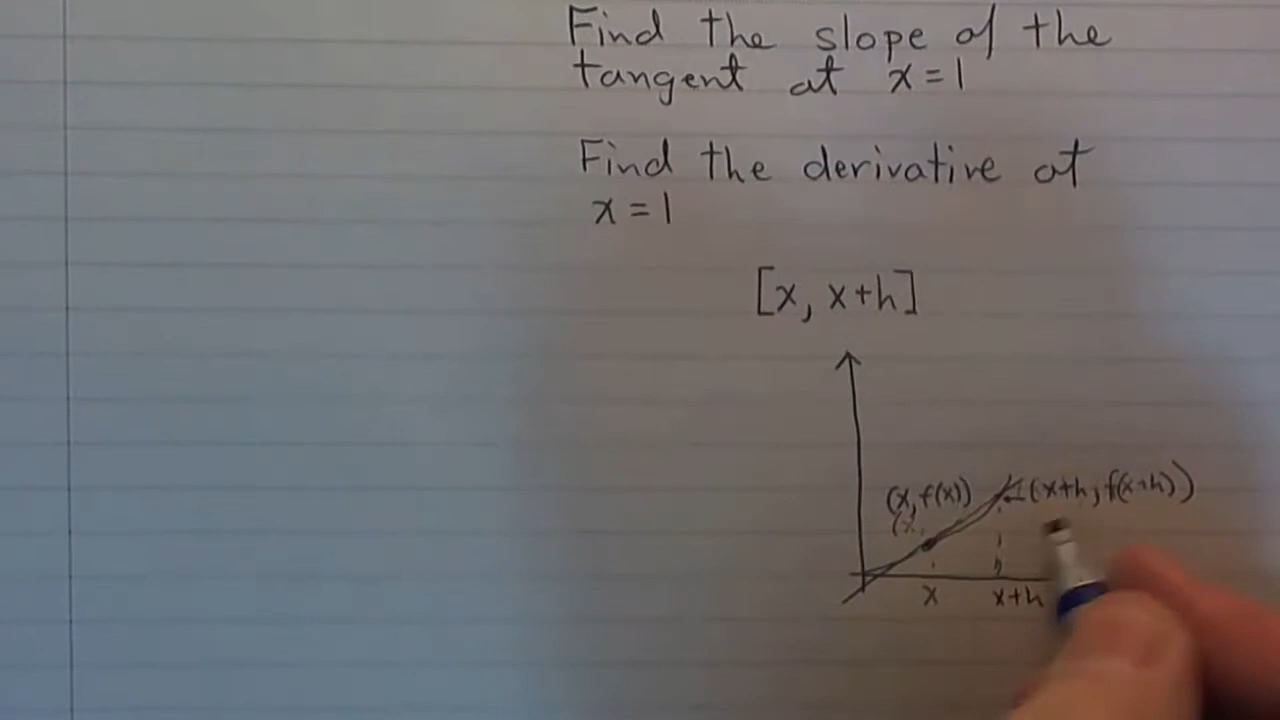 Find the slope of the
tangent at x=1
Find the derivative at
x=1
[x, x+h]
(x, f(x))
(x+h, f(x+h))
x
x+h